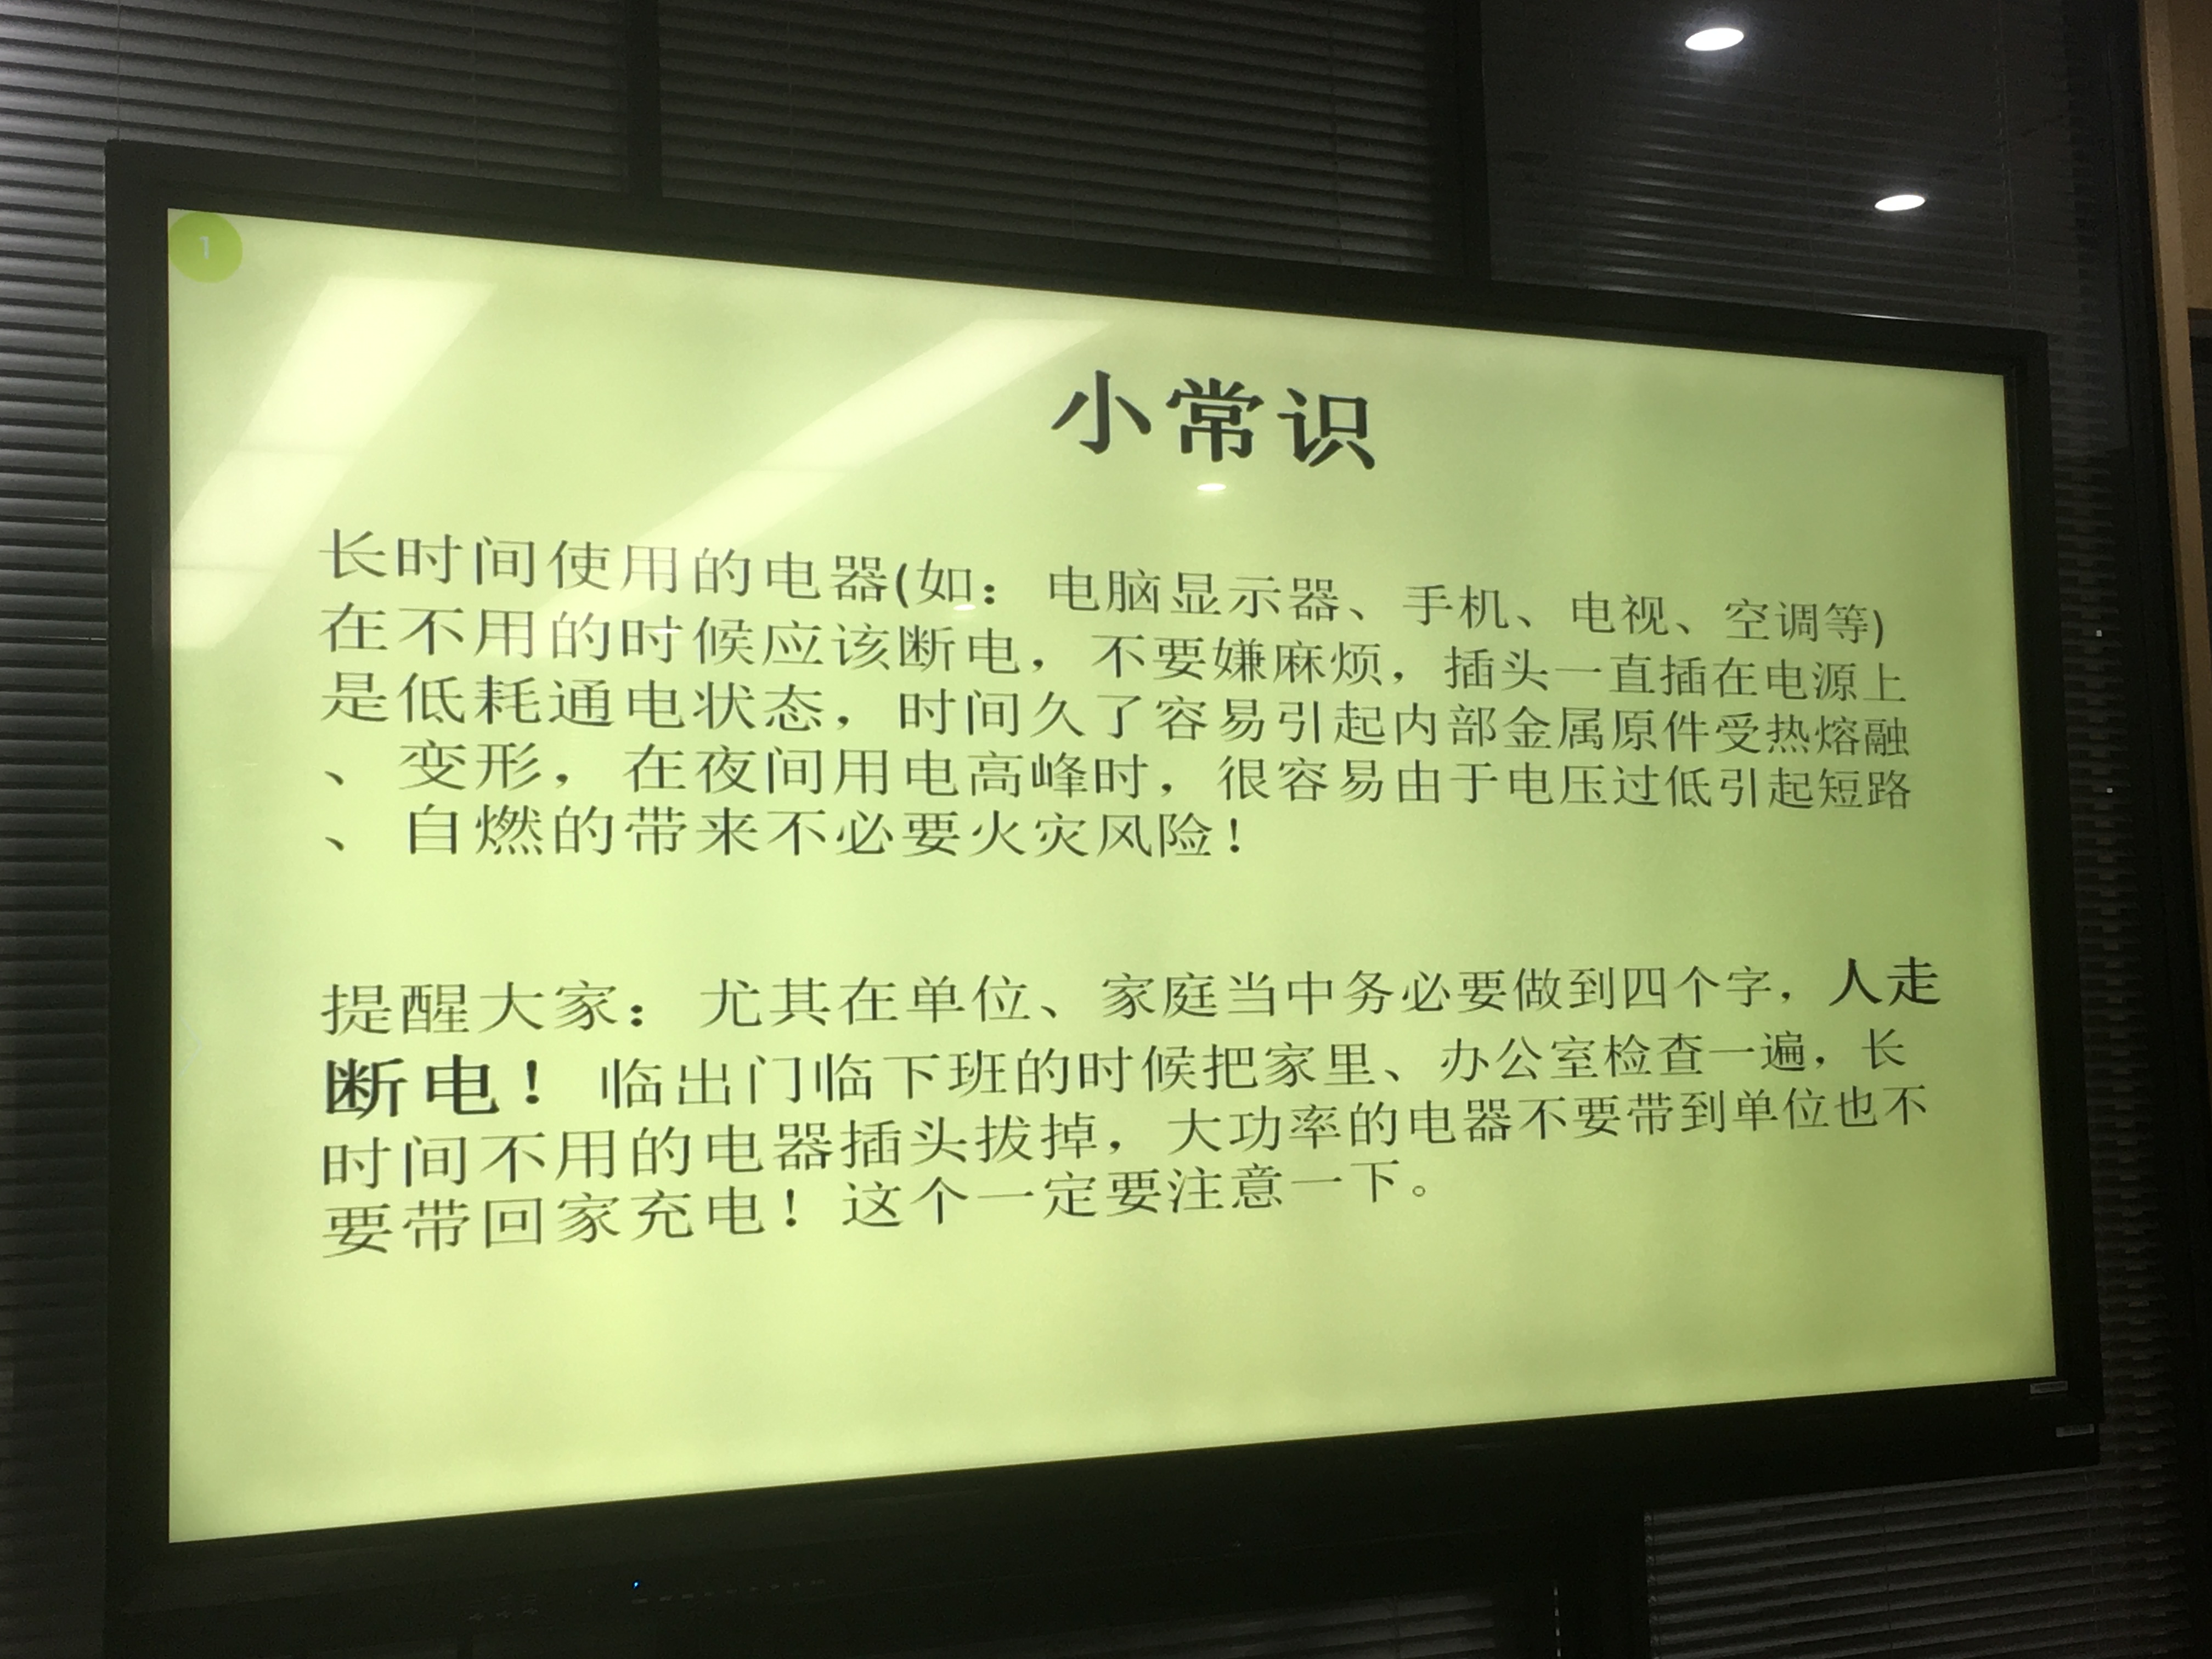 1
小常识
长时间使用的电器(如：电脑显示器、手机、电视、空调等)
在不用的时候应该断电，不要嫌麻烦，插头一直插在电源上
是低耗通电状态，时间久了容易引起内部金属原件受热熔融
、变形，在夜间用电高峰时，很容易由于电压过低引起短路
、自燃的带来不必要火灾风险！
提醒大家：尤其在单位、家庭当中务必要做到四个字，人走
断电！临出门临下班的时候把家里、办公室检查一遍，长
时间不用的电器插头拔掉，大功率的电器不要带到单位也不
要带回家充电！这个一定要注意一下。